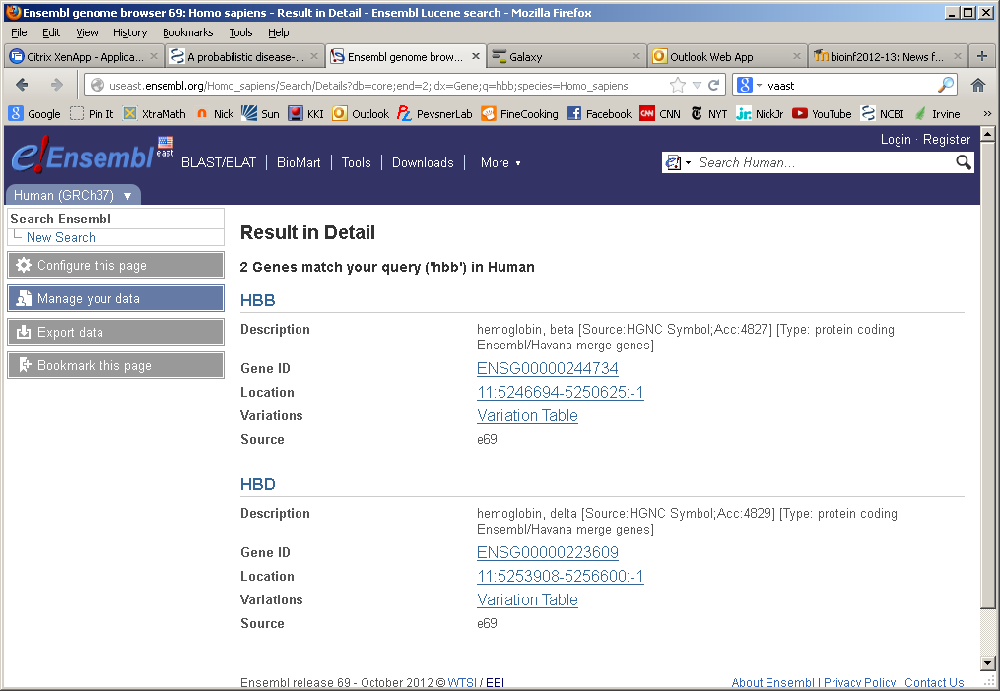 Ensembl genome browser 69: Homo sapiens - Result in Detail - Ensembl Lucene search - Mozilla Firefox
File Edit View History Bookmarks Tools Help
Citrix XenApp - Applica... A probabilistic disease-... Ensembl genome brow... Galaxy Outlook Web App bioinf2012-13: News f...
useast.ensembl.org/Homo_sapiens/Search/Details?db=core;end=2;idx=Gene;q=hbb;species=Homo_sapiens vaast
Google Pin It XtraMath Nick Sun KKI Outlook PevsnerLab FineCooking Facebook CNN NYT NickJr YouTube NCBI Irvine
Login · Register
e!Ensembl east BLAST/BLAT BioMart Tools Downloads More Search Human...
Human (GRCh37)
Search Ensembl
New Search
Configure this page
Manage your data
Export data
Bookmark this page
Result in Detail
2 Genes match your query ('hbb') in Human
HBB
Description hemoglobin, beta [Source:HGNC Symbol;Acc:4827] [Type: protein coding
Ensembl/Havana merge genes]
Gene ID ENSG00000244734
Location 11:5246694-5250625:-1
Variations Variation Table
Source e69
HBD
Description hemoglobin, delta [Source:HGNC Symbol;Acc:4829] [Type: protein coding
Ensembl/Havana merge genes]
Gene ID ENSG00000223609
Location 11:5253908-5256600:-1
Variations Variation Table
Source e69
Ensembl release 69 - October 2012 © WTSI / EBI About Ensembl | Privacy Policy | Contact Us